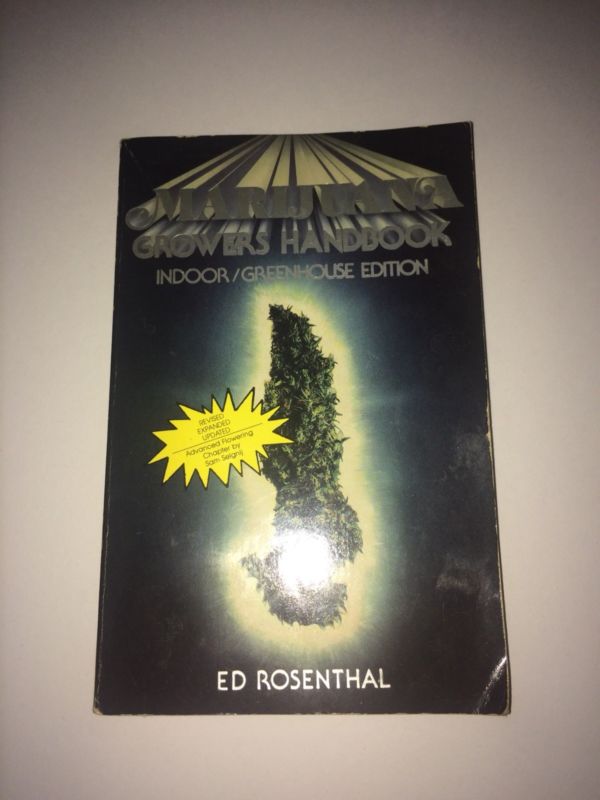 MARIJUANA
GROWERS HANDBOOK
INDOOR/GREENHOUSE EDITION
REVISED
EXPANDED
UPDATED
Advanced Flowering
Chapter by
Sam Selgnij
ED ROSENTHAL